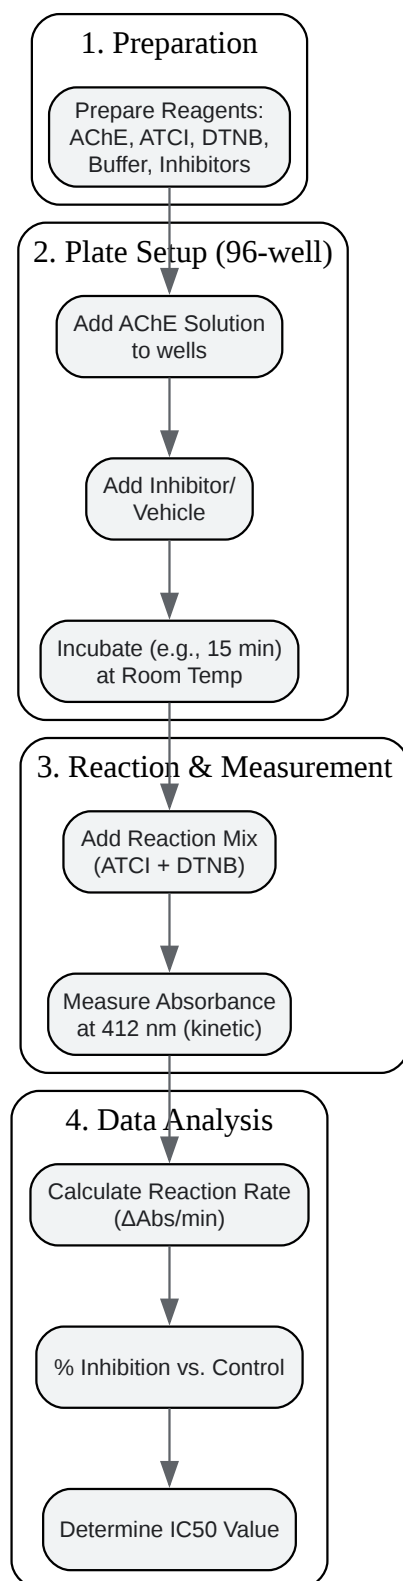 1. Preparation
Prepare Reagents:
AChE, ATCI, DTNB,
Buffer, Inhibitors
2. Plate Setup (96-well)
Add AChE Solution
to wells
Add Inhibitor/
Vehicle
Incubate (e.g., 15 min)
at Room Temp
3. Reaction & Measurement
Add Reaction Mix
(ATCI + DTNB)
Measure Absorbance
at 412 nm (kinetic)
4. Data Analysis
Calculate Reaction Rate
(ΔAbs/min)
% Inhibition vs. Control
Determine IC50 Value